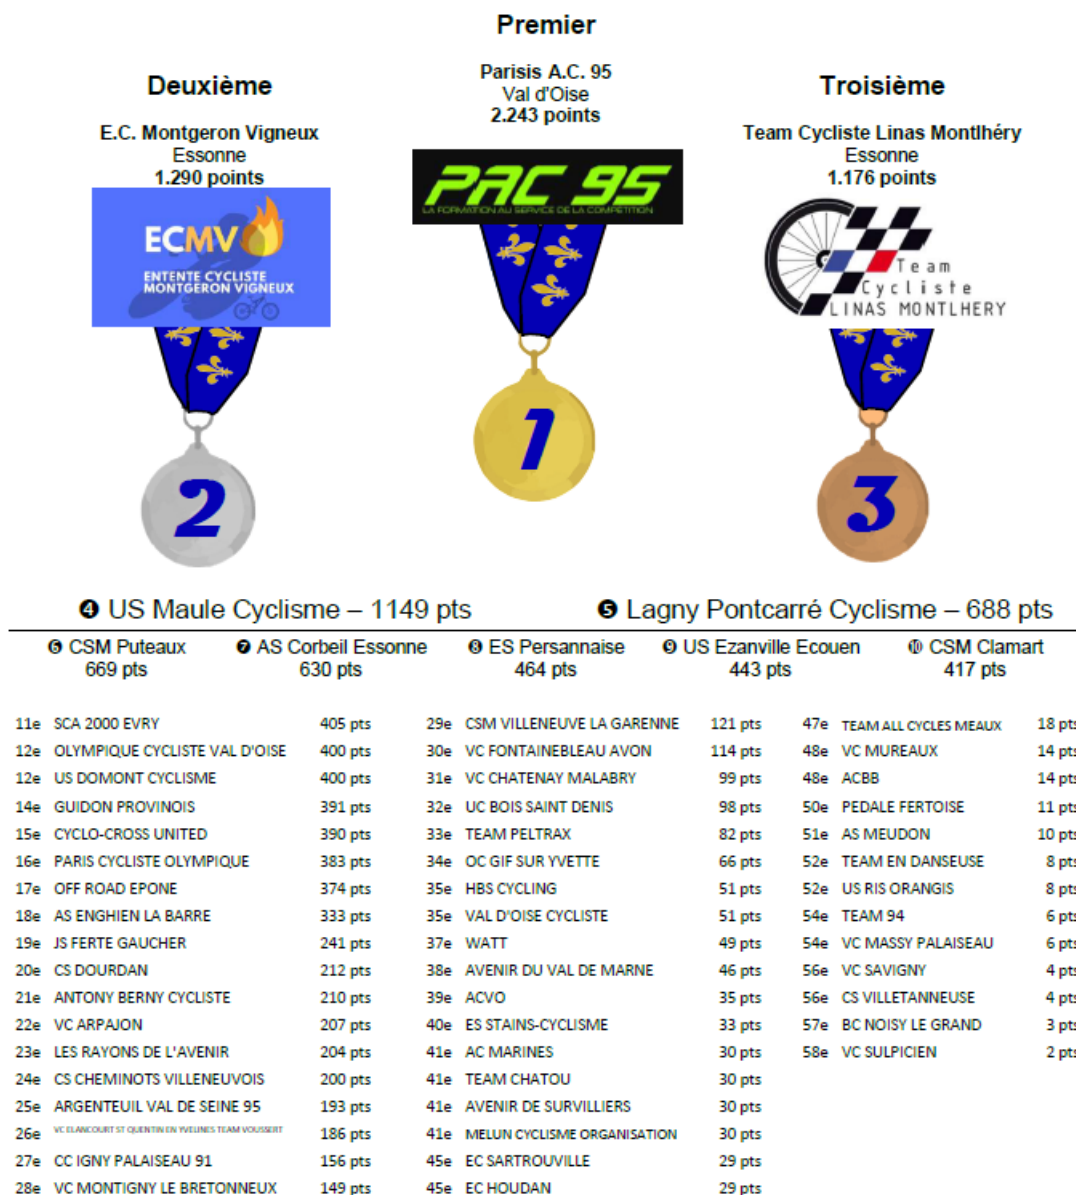 Premier
Parisis A.C. 95
Val d'Oise
2.243 points
PAC 95
LA FORMATION AU SERVICE DE LA COMPETITION
1
Deuxième
E.C. Montgeron Vigneux
Essonne
1.290 points
ECMV
ENTENTE CYCLISTE
MONTGERON VIGNEUX
2
Troisième
Team Cycliste Linas Montlhéry
Essonne
1.176 points
Team
Cycliste
LINAS MONTLHERY
3
❹ US Maule Cyclisme – 1149 pts
❺ Lagny Pontcarré Cyclisme – 688 pts
❻ CSM Puteaux
669 pts
❼ AS Corbeil Essonne
630 pts
❽ ES Persannaise
464 pts
❾ US Ezanville Ecouen
443 pts
❿ CSM Clamart
417 pts
11e SCA 2000 EVRY 405 pts
12e OLYMPIQUE CYCLISTE VAL D'OISE 400 pts
12e US DOMONT CYCLISME 400 pts
14e GUIDON PROVINOIS 391 pts
15e CYCLO-CROSS UNITED 390 pts
16e PARIS CYCLISTE OLYMPIQUE 383 pts
17e OFF ROAD EPONE 374 pts
18e AS ENGHIEN LA BARRE 333 pts
19e JS FERTE GAUCHER 241 pts
20e CS DOURDAN 212 pts
21e ANTONY BERNY CYCLISTE 210 pts
22e VC ARPAJON 207 pts
23e LES RAYONS DE L'AVENIR 204 pts
24e CS CHEMINOTS VILLENEUVOIS 200 pts
25e ARGENTEUIL VAL DE SEINE 95 193 pts
26e VC ELANCOURT ST QUENTIN EN YVELINES TEAM VOUSSERT 186 pts
27e CC IGNY PALAISEAU 91 156 pts
28e VC MONTIGNY LE BRETONNEUX 149 pts
29e CSM VILLENEUVE LA GARENNE 121 pts
30e VC FONTAINEBLEAU AVON 114 pts
31e VC CHATENAY MALABRY 99 pts
32e UC BOIS SAINT DENIS 98 pts
33e TEAM PELTRAX 82 pts
34e OC GIF SUR YVETTE 66 pts
35e HBS CYCLING 51 pts
35e VAL D'OISE CYCLISTE 51 pts
37e WATT 49 pts
38e AVENIR DU VAL DE MARNE 46 pts
39e ACVO 35 pts
40e ES STAINS-CYCLISME 33 pts
41e AC MARINES 30 pts
41e TEAM CHATOU 30 pts
41e AVENIR DE SURVILLIERS 30 pts
41e MELUN CYCLISME ORGANISATION 30 pts
45e EC SARTROUVILLE 29 pts
45e EC HOUDAN 29 pts
47e TEAM ALL CYCLES MEAUX 18 pts
48e VC MUREAUX 14 pts
48e ACBB 14 pts
50e PEDALE FERTOISE 11 pts
51e AS MEUDON 10 pts
52e TEAM EN DANSEUSE 8 pts
52e US RIS ORANGIS 8 pts
54e TEAM 94 6 pts
54e VC MASSY PALAISEAU 6 pts
56e VC SAVIGNY 4 pts
56e CS VILLETANNEUSE 4 pts
57e BC NOISY LE GRAND 3 pts
58e VC SULPICIEN 2 pts